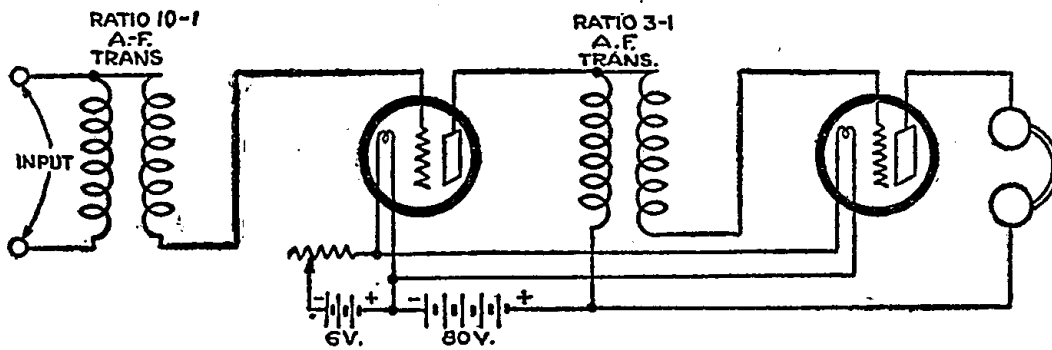 RATIO 10-1
A.-F.
TRANS
RATIO 3-1
A.F.
TRANS.
INPUT
- +
- +
6V.
80V.